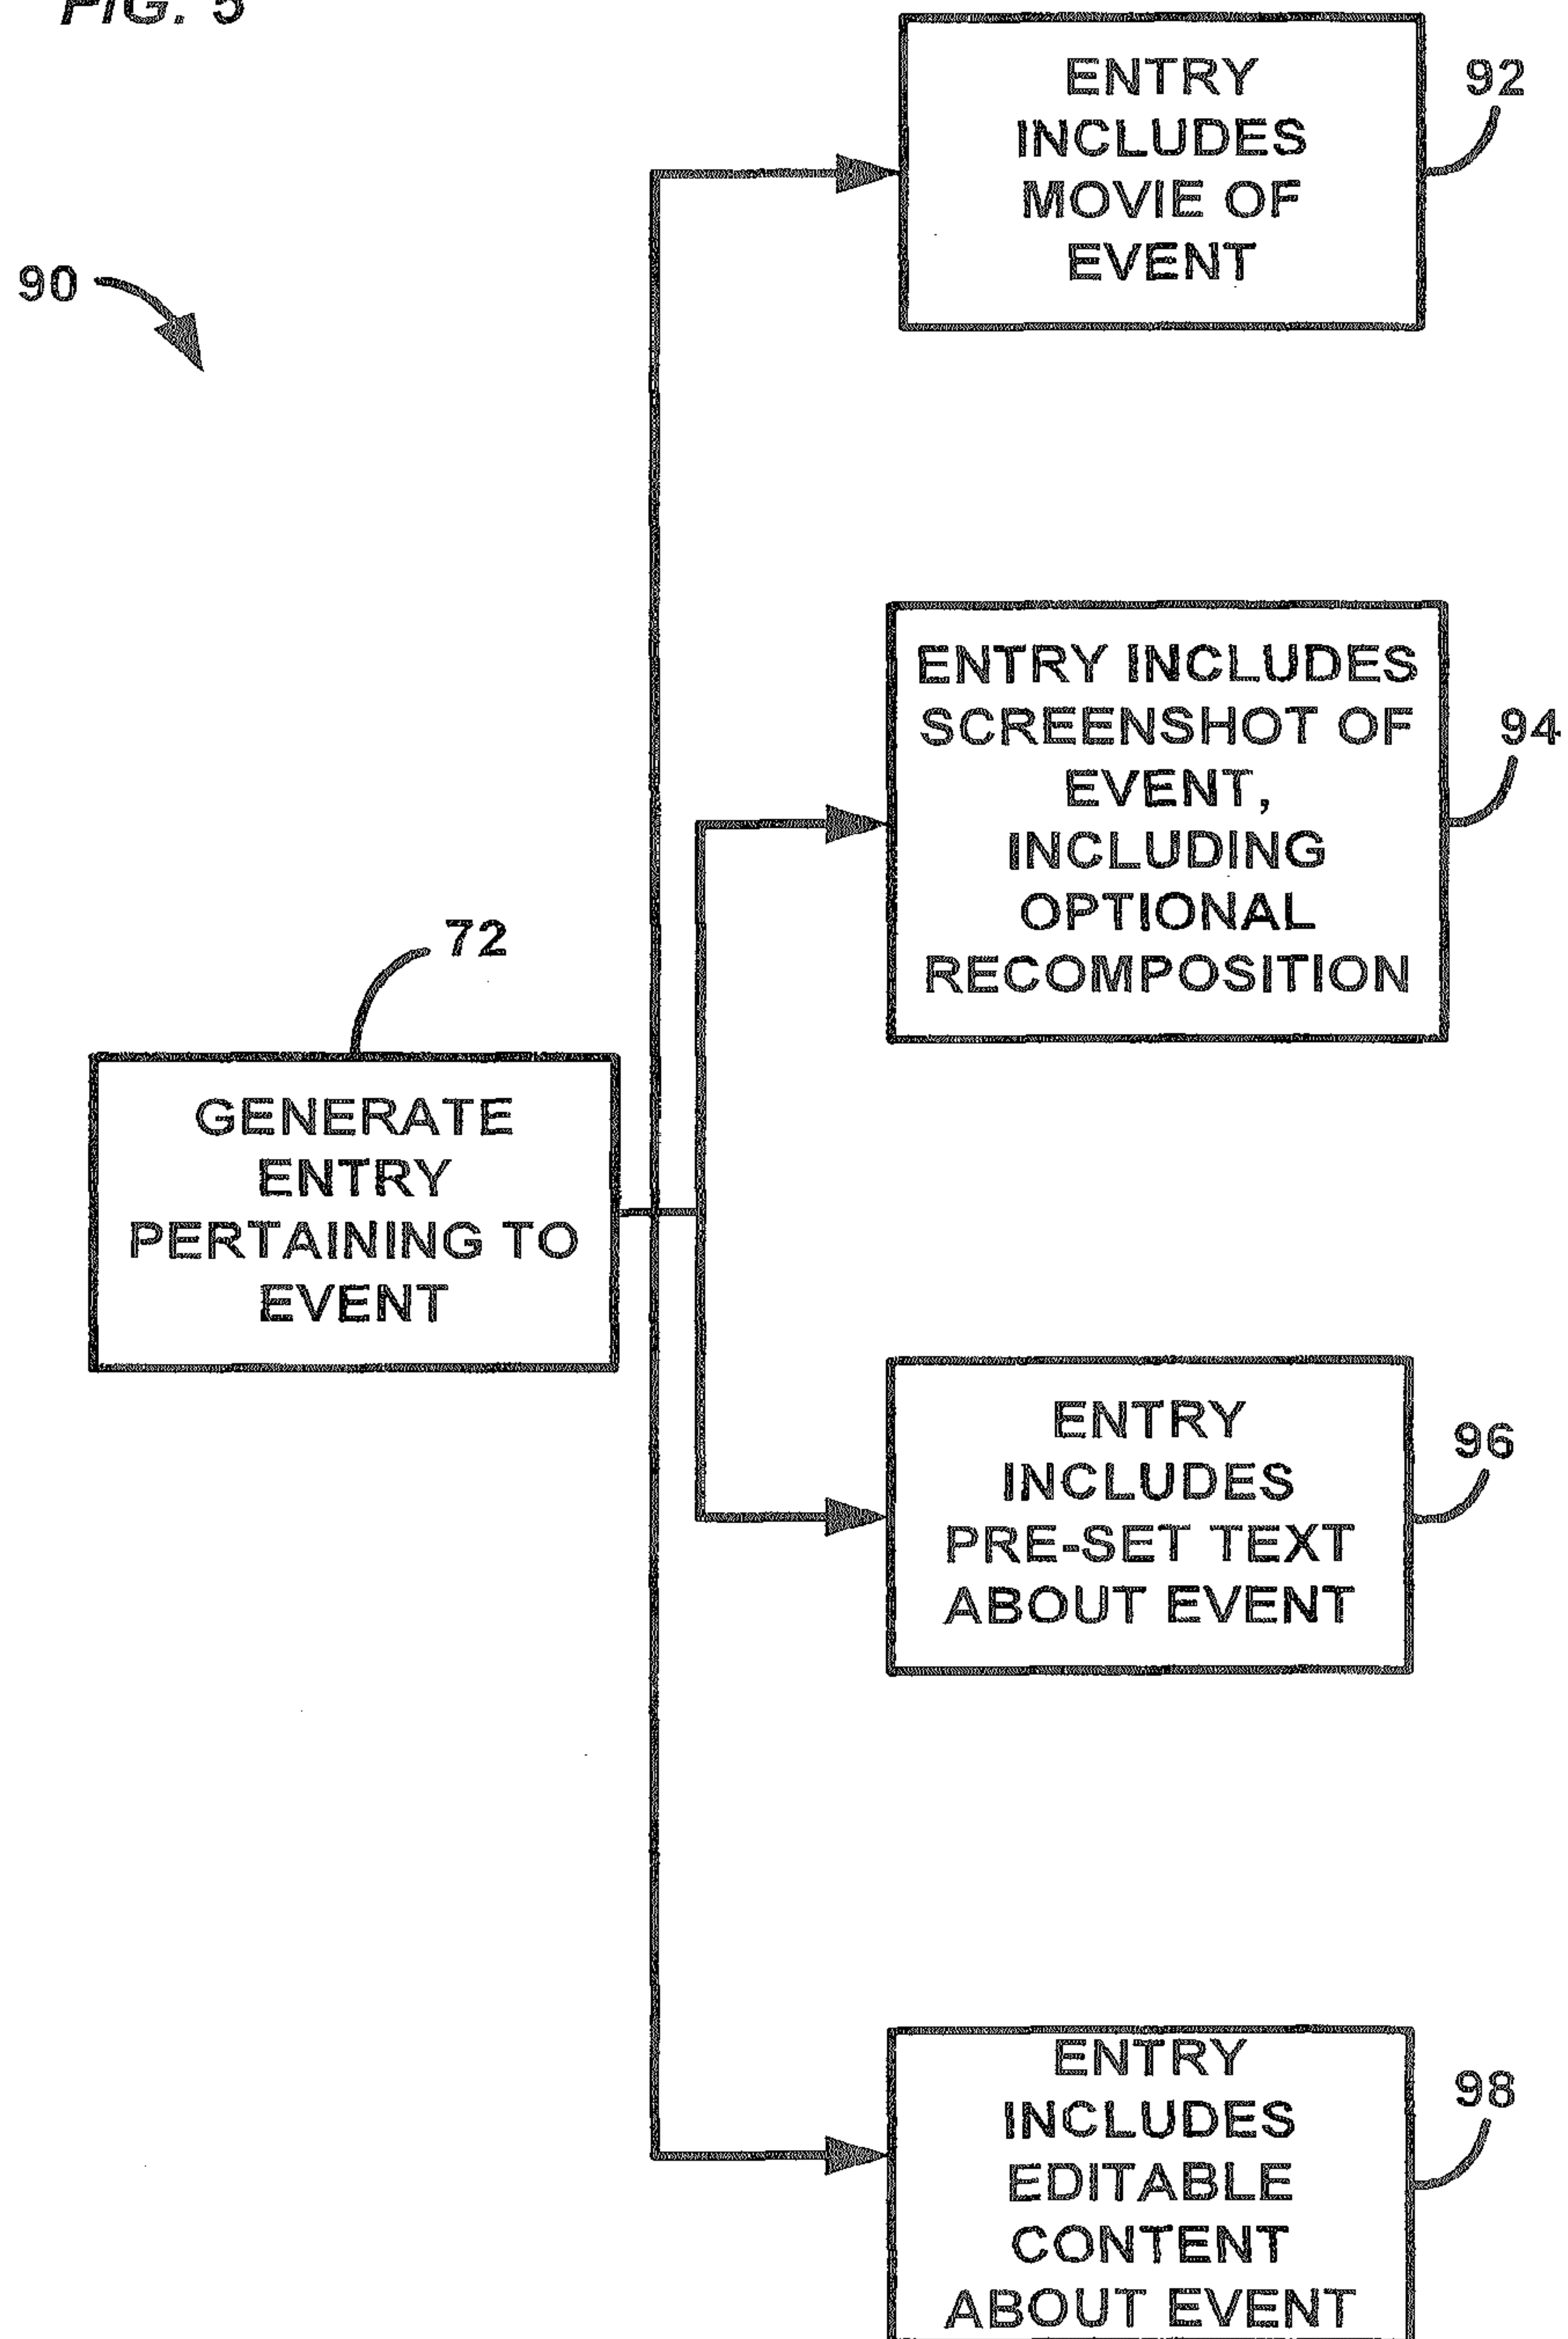 FIG. 5
90
72
GENERATE
ENTRY
PERTAINING TO
EVENT
92
ENTRY
INCLUDES
MOVIE OF
EVENT
94
ENTRY INCLUDES
SCREENSHOT OF
EVENT,
INCLUDING
OPTIONAL
RECOMPOSITION
96
ENTRY
INCLUDES
PRE-SET TEXT
ABOUT EVENT
98
ENTRY
INCLUDES
EDITABLE
CONTENT
ABOUT EVENT